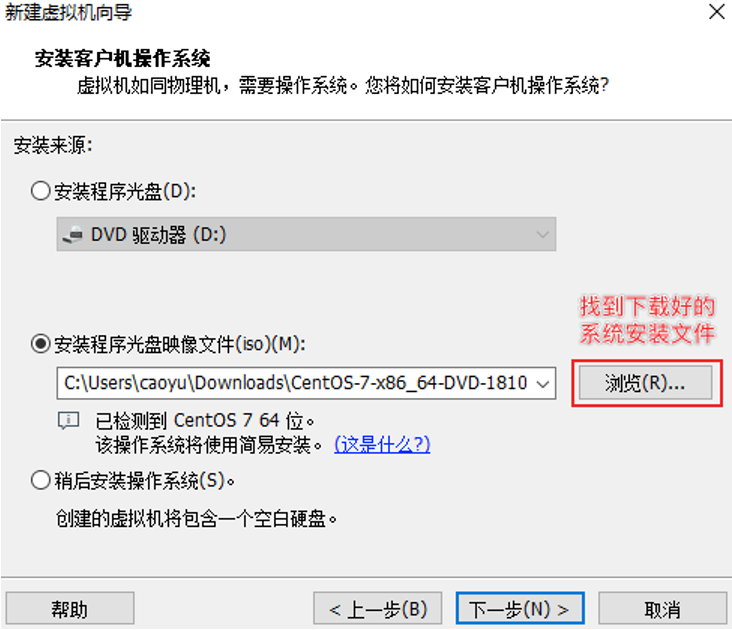 新建虚拟机向导
安装客户机操作系统
虚拟机如同物理机，需要操作系统。您将如何安装客户机操作系统?
安装来源:
安装程序光盘(D):
DVD 驱动器 (D:)
找到下载好的
系统安装文件
安装程序光盘映像文件(iso)(M):
C:\Users\caoyu\Downloads\CentOS-7-x86_64-DVD-1810
浏览(R)...
已检测到 CentOS 7 64 位。
该操作系统将使用简易安装。 (这是什么?)
稍后安装操作系统(S)。
创建的虚拟机将包含一个空白硬盘。
帮助
< 上一步(B)
下一步(N) >
取消